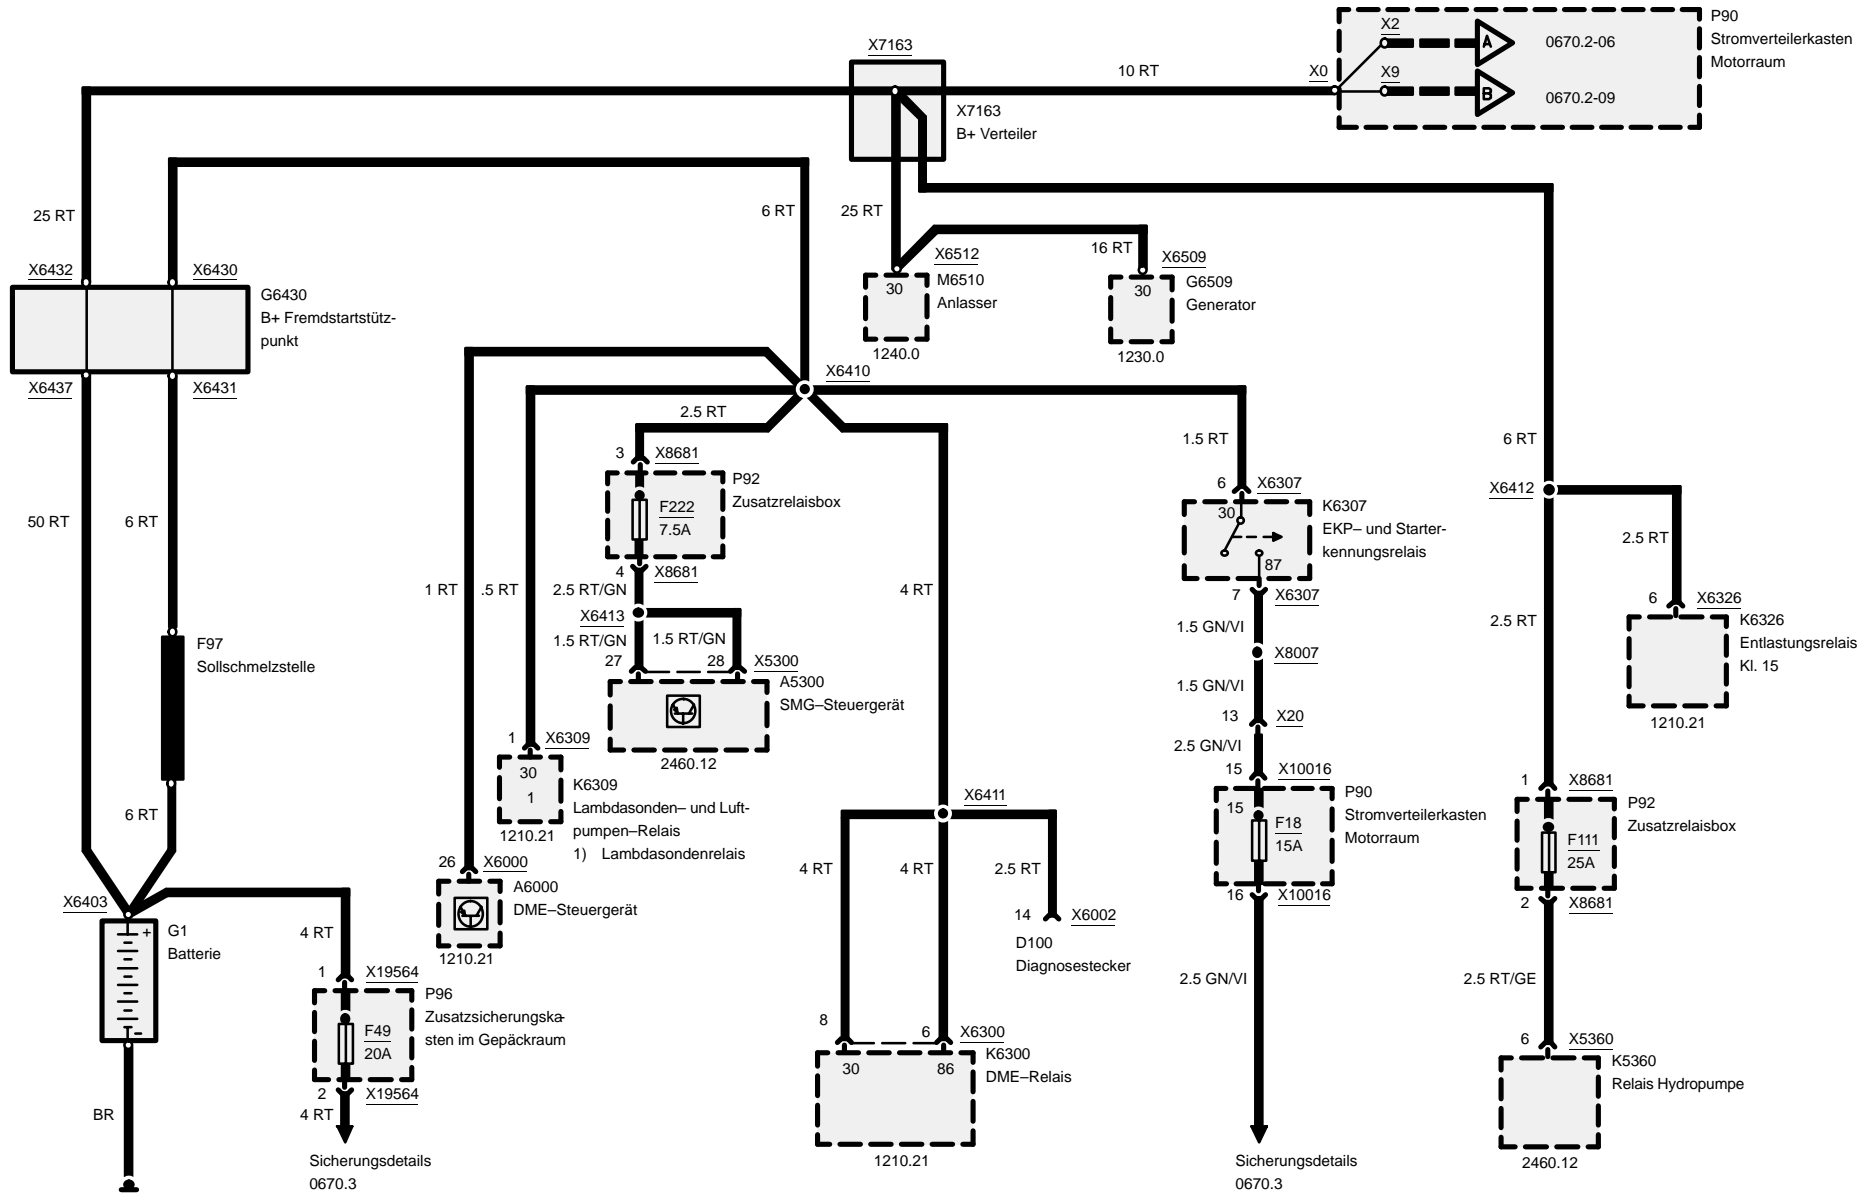 P90
Stromverteilerkasten
Motorraum
X2
A
0670.2-06
X0
X9
B
0670.2-09
10 RT
X7163
X7163
B+ Verteiler
25 RT
6 RT
25 RT
16 RT
X6432
X6430
G6430
B+ Fremdstartstütz-
punkt
X6437
X6431
X6512
M6510
Anlasser
30
1240.0
X6509
G6509
Generator
30
1230.0
X6410
2.5 RT
3
X8681
P92
Zusatzrelaisbox
F222
7.5A
4
X8681
2.5 RT/GN
X6413
1.5 RT/GN
1.5 RT/GN
27
28
X5300
A5300
SMG–Steuergerät
2460.12
1.5 RT
6
X6307
30
K6307
EKP– und Starter-
kennungsrelais
87
7
X6307
1.5 GN/VI
X8007
1.5 GN/VI
13
X20
2.5 GN/VI
15
X10016
P90
Stromverteilerkasten
Motorraum
15
F18
15A
16
X10016
2.5 GN/VI
Sicherungsdetails
0670.3
6 RT
X6412
2.5 RT
2.5 RT
6
X6326
K6326
Entlastungsrelais
Kl. 15
1210.21
1
X8681
P92
Zusatzrelaisbox
F111
25A
2
X8681
2.5 RT/GE
6
X5360
K5360
Relais Hydropumpe
2460.12
50 RT
6 RT
F97
Sollschmelzstelle
6 RT
X6403
+
G1
Batterie
-
BR
4 RT
1
X19564
P96
Zusatzsicherungska-
sten im Gepäckraum
F49
20A
2
X19564
4 RT
Sicherungsdetails
0670.3
1 RT
.5 RT
1
X6309
30
1
K6309
Lambdasonden– und Luft-
pumpen–Relais
1) Lambdasondenrelais
1210.21
26
X6000
A6000
DME–Steuergerät
1210.21
4 RT
X6411
4 RT
4 RT
2.5 RT
14
X6002
D100
Diagnosestecker
8
6
X6300
30
86
K6300
DME–Relais
1210.21